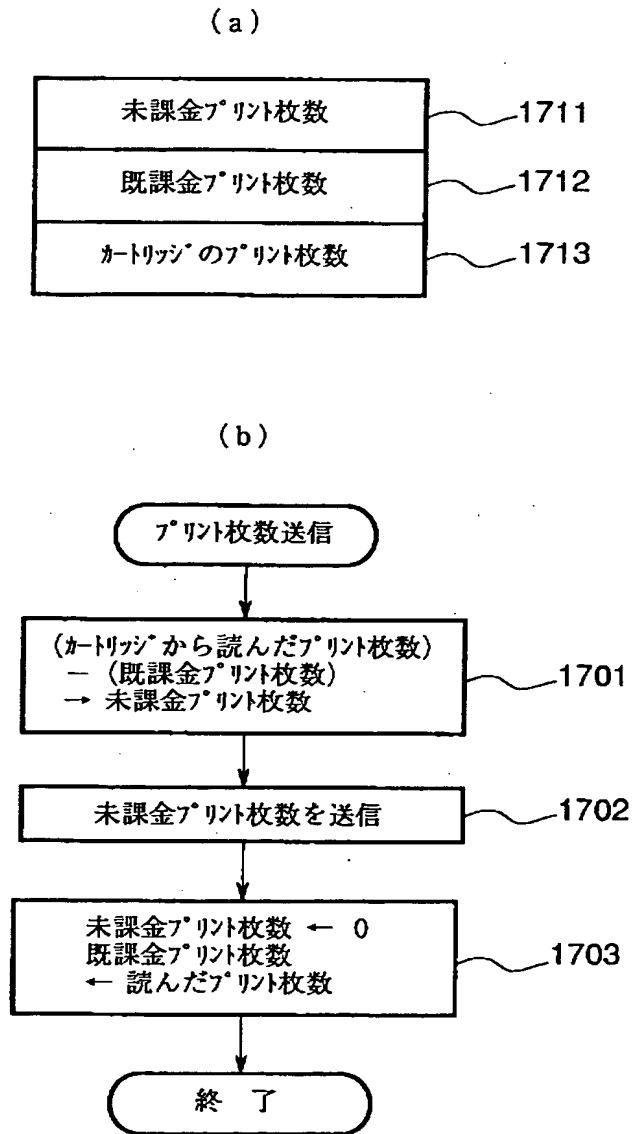 (a)
未課金プリント枚数
1711
既課金プリント枚数
1712
カートリッジのプリント枚数
1713
(b)
プリント枚数送信
(カートリッジから読んだプリント枚数)
- (既課金プリント枚数)
→ 未課金プリント枚数
1701
未課金プリント枚数を送信
1702
未課金プリント枚数 ← 0
既課金プリント枚数
← 読んだプリント枚数
1703
終 了